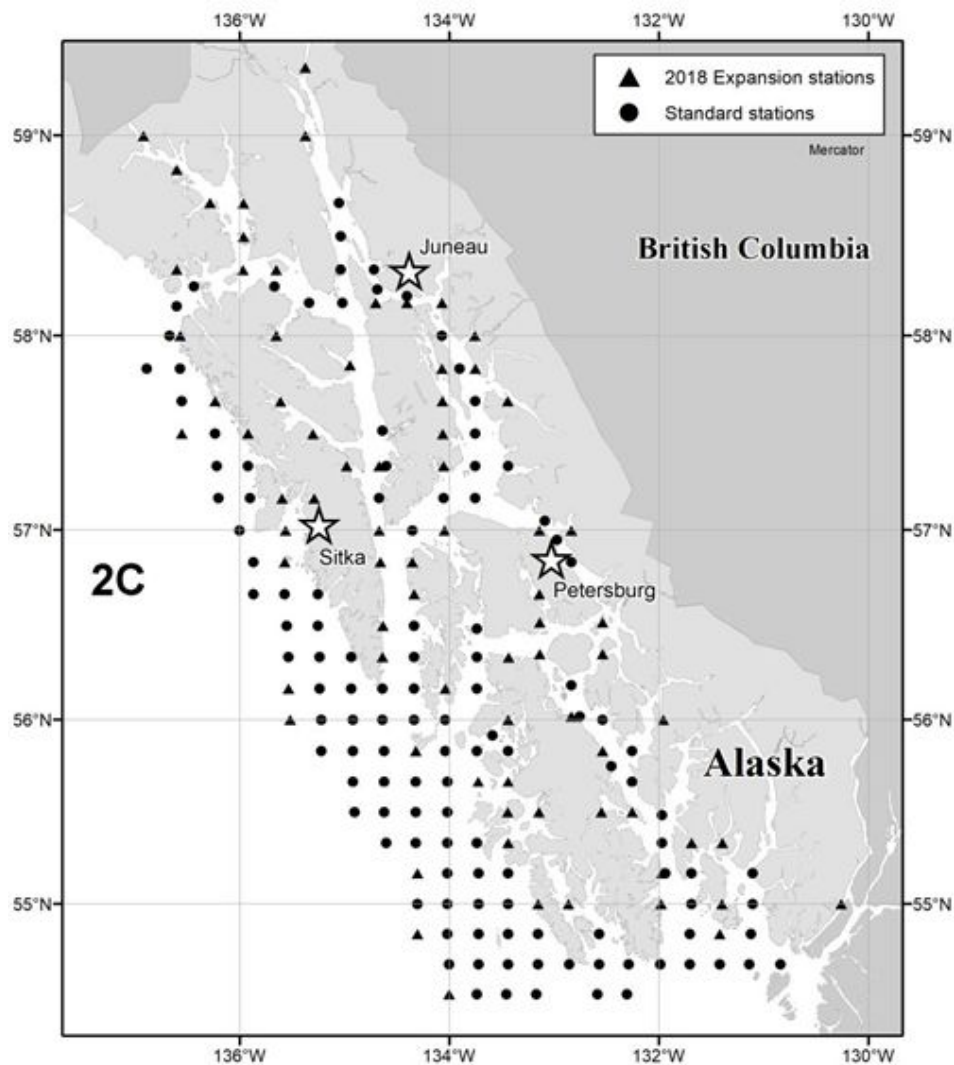 136°W 134°W 132°W 130°W
2018 Expansion stations
Standard stations
59°N 59°N
Mercator
Juneau
British Columbia
58°N 58°N
57°N 57°N
Sitka
2C
Petersburg
56°N 56°N
Alaska
55°N 55°N
136°W 134°W 132°W 130°W